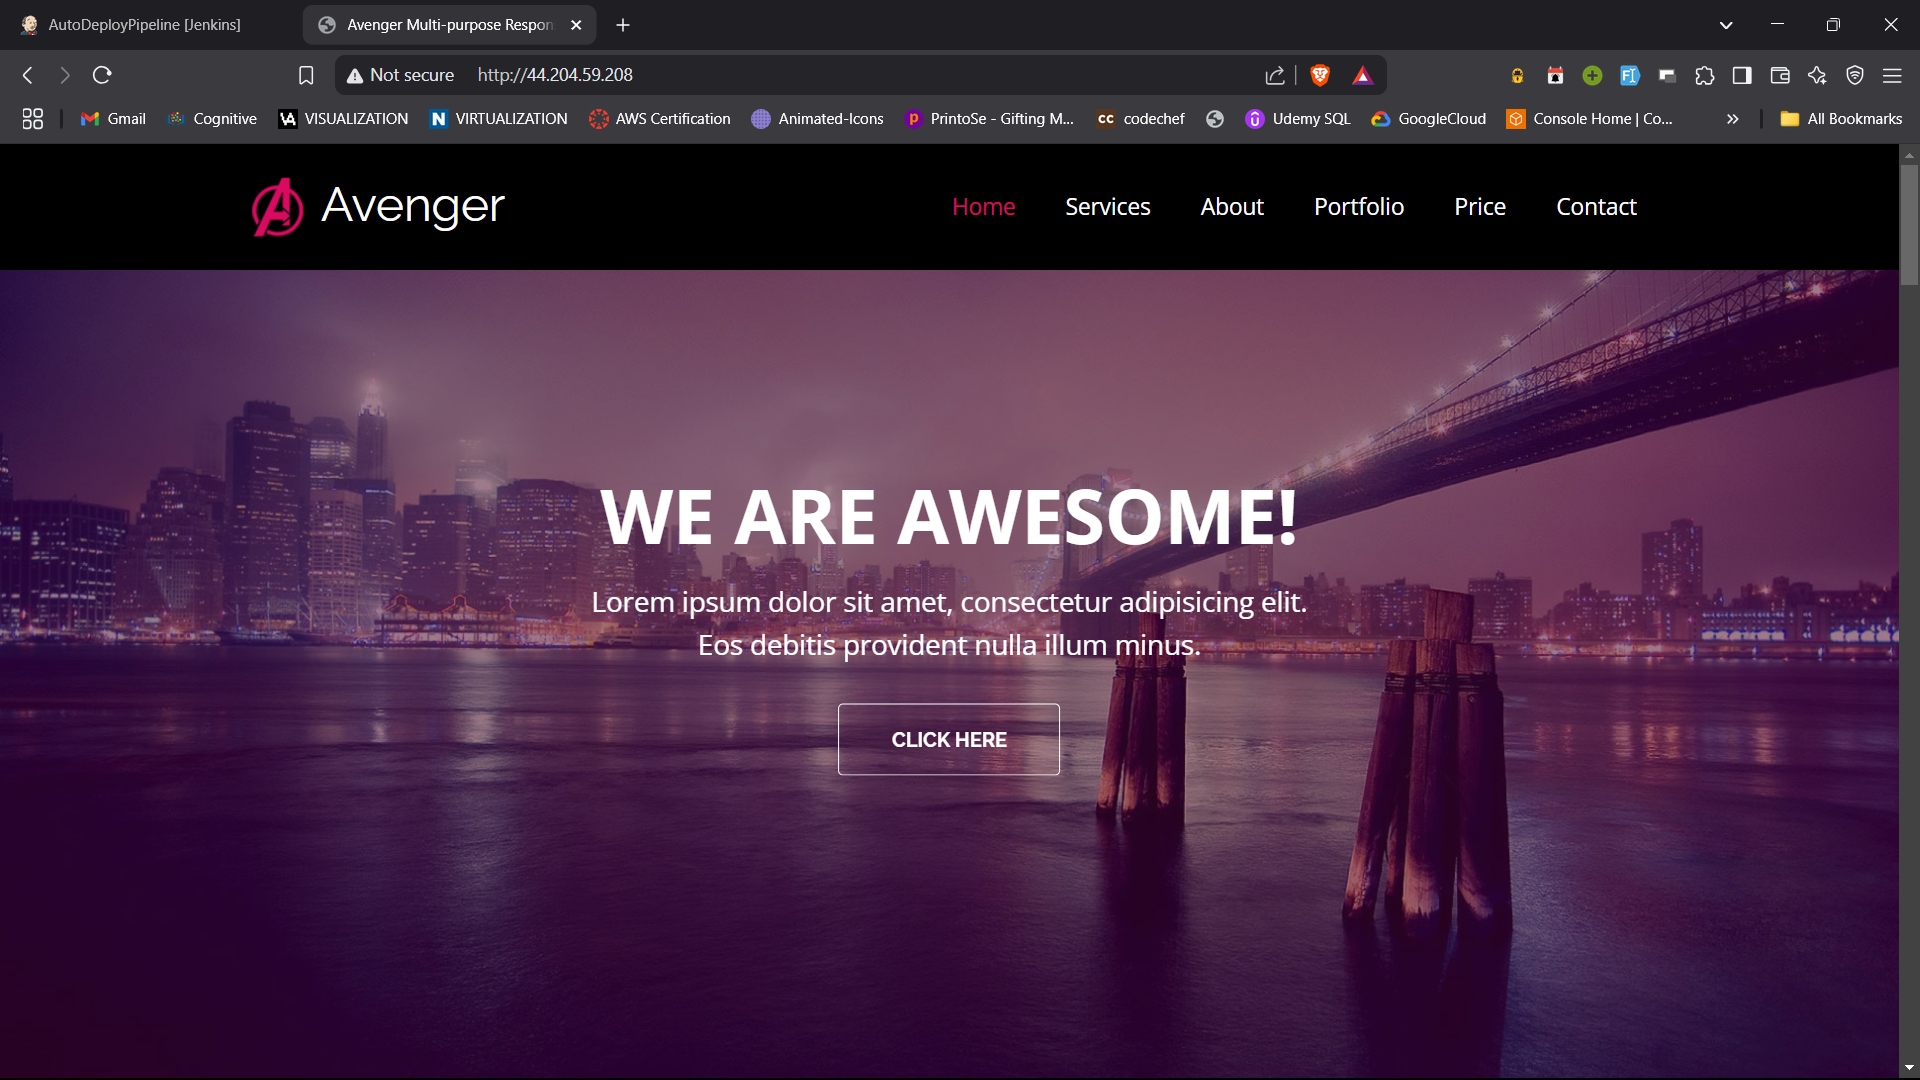 AutoDeployPipeline [Jenkins]
Avenger Multi-purpose Respon
Not secure http://44.204.59.208
Gmail Cognitive VISUALIZATION VIRTUALIZATION AWS Certification Animated-Icons PrintoSe - Gifting M... codechef Udemy SQL GoogleCloud Console Home | Co... All Bookmarks
Avenger
Home Services About Portfolio Price Contact
WE ARE AWESOME!
Lorem ipsum dolor sit amet, consectetur adipisicing elit.
Eos debitis provident nulla illum minus.
CLICK HERE